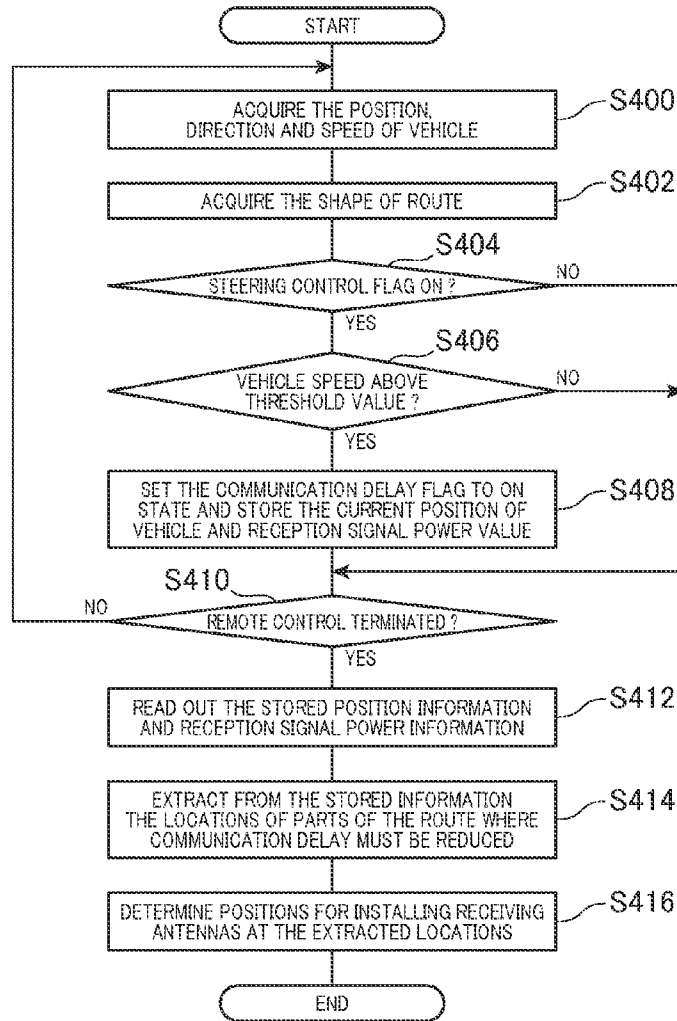 START
ACQUIRE THE POSITION,
DIRECTION AND SPEED OF VEHICLE
S400
ACQUIRE THE SHAPE OF ROUTE
S402
S404
STEERING CONTROL FLAG ON ?
NO
YES
S406
VEHICLE SPEED ABOVE
THRESHOLD VALUE ?
NO
YES
SET THE COMMUNICATION DELAY FLAG TO ON
STATE AND STORE THE CURRENT POSITION OF
VEHICLE AND RECEPTION SIGNAL POWER VALUE
S408
S410
NO
REMOTE CONTROL TERMINATED ?
YES
READ OUT THE STORED POSITION INFORMATION
AND RECEPTION SIGNAL POWER INFORMATION
S412
EXTRACT FROM THE STORED INFORMATION
THE LOCATIONS OF PARTS OF THE ROUTE WHERE
COMMUNICATION DELAY MUST BE REDUCED
S414
DETERMINE POSITIONS FOR INSTALLING RECEIVING
ANTENNAS AT THE EXTRACTED LOCATIONS
S416
END